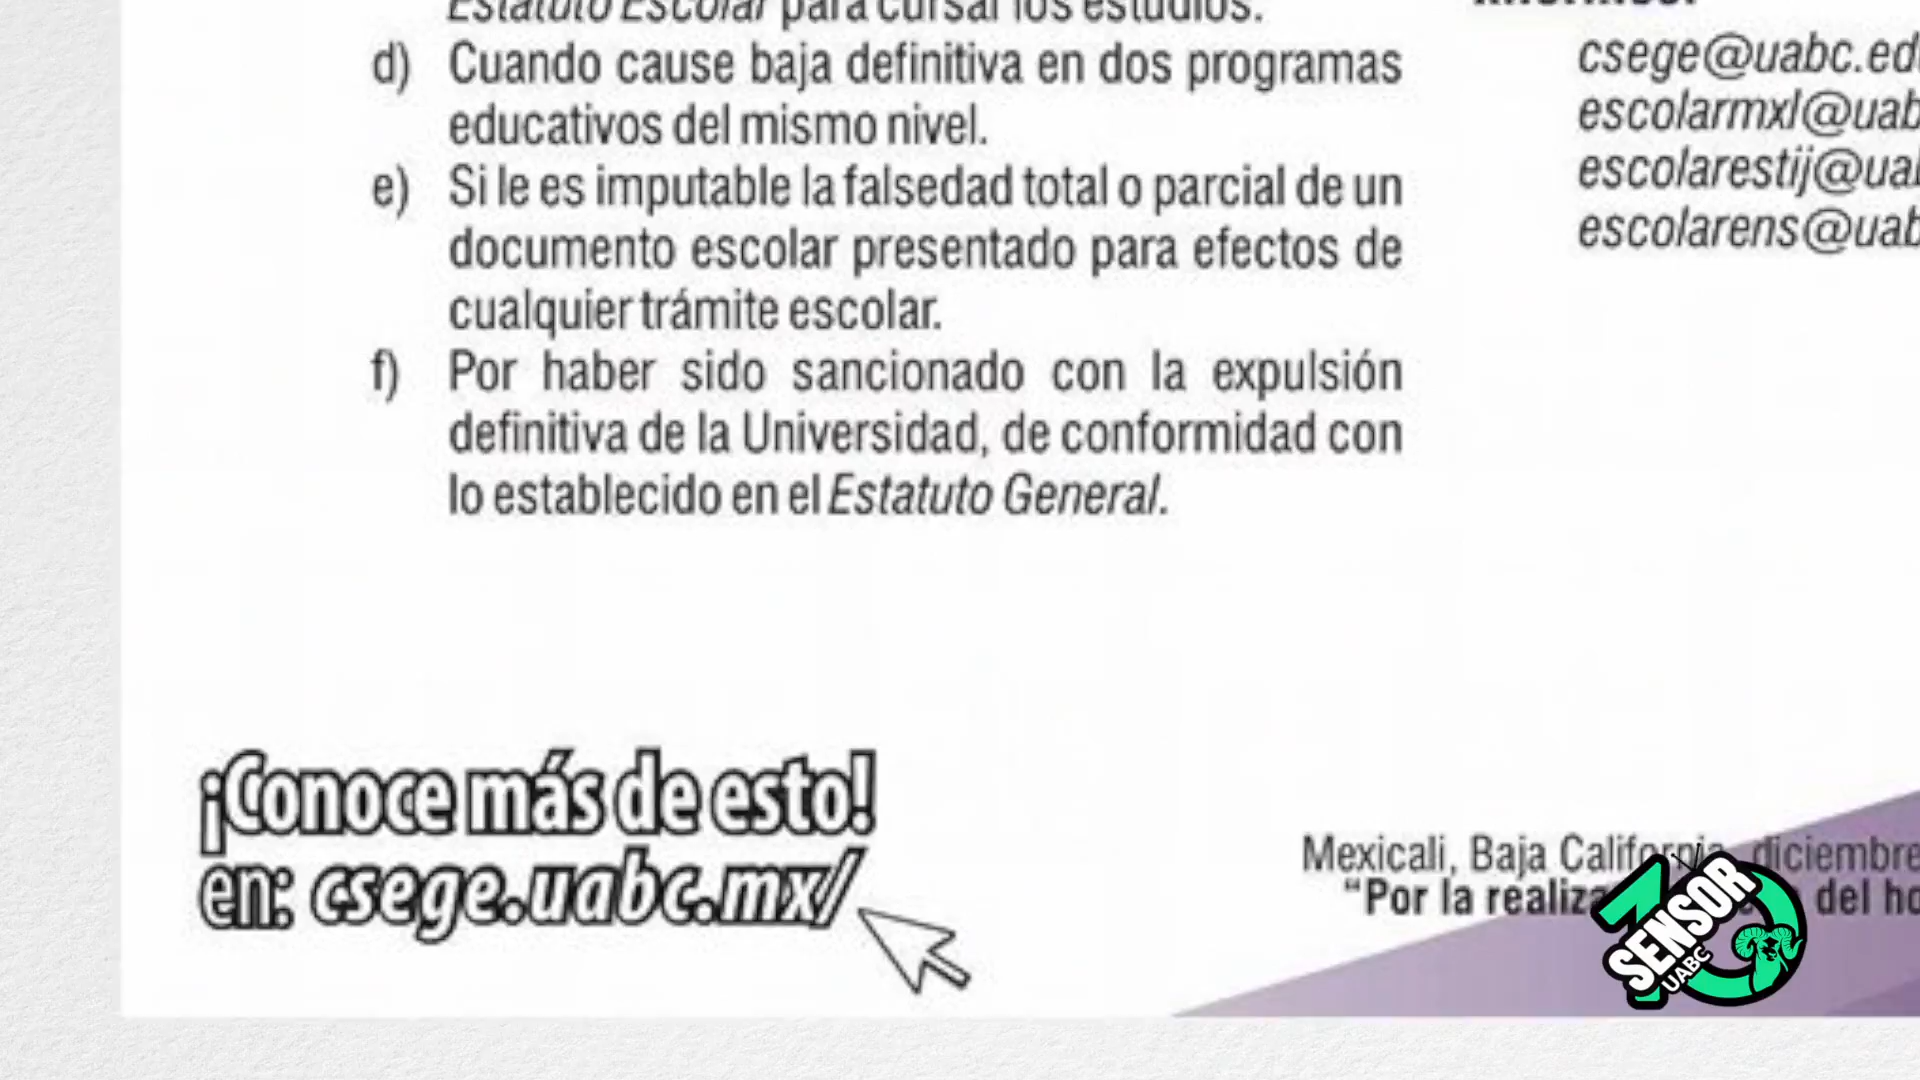 Estatuto Escolar para cursar los estudios.
d) Cuando cause baja definitiva en dos programas
educativos del mismo nivel.
e) Si le es imputable la falsedad total o parcial de un
documento escolar presentado para efectos de
cualquier trámite escolar.
f) Por haber sido sancionado con la expulsión
definitiva de la Universidad, de conformidad con
lo establecido en el Estatuto General.
csege@uabc.ed
escolarmxl@uab
escolarestij@ua
escolarens@uab
¡Conoce más de esto!
en: csege.uabc.mx/
Mexicali, Baja California, diciembre
“Por la realiza del ho
10
SENSOR
UABC